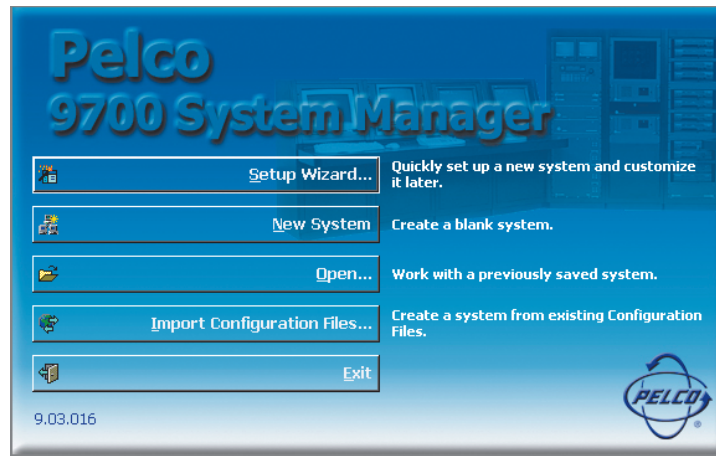 Pelco
9700 System Manager
Setup Wizard...
Quickly set up a new system and customize
it later.
New System
Create a blank system.
Open...
Work with a previously saved system.
Import Configuration Files...
Create a system from existing Configuration
Files.
Exit
PELCO
®
9.03.016